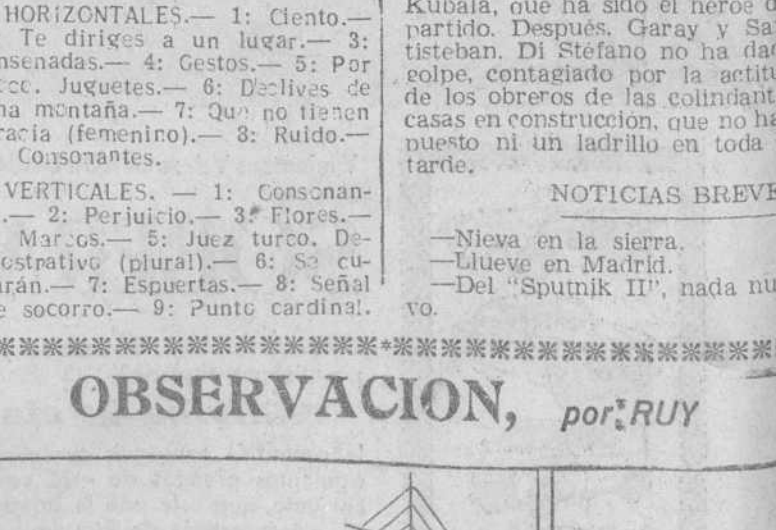 HORIZONTALES.— 1: Ciento.—
Te diriges a un lugar.— 3:
nsenadas.— 4: Gestos.— 5: Por
Juguetes.— 6: Declives de
na montaña.— 7: Que no tienen
racia (femenino).— 8: Ruido.—
Consonantes.
VERTICALES. — 1: Consonan-
.— 2: Perjuicio.— 3: Flores.—
Marcos.— 5: Juez turco. De-
ostrativo (plural).— 6: Se cu-
rán.— 7: Espuertas.— 8: Señal
e socorro.— 9: Punto cardinal.
Kubala, que ha sido el héroe d
partido. Después, Garay y Sa
tisteban. Di Stéfano no ha dad
golpe, contagiado por la actitu
de los obreros de las colindant
casas en construcción, que no ha
puesto ni un ladrillo en toda
tarde.
NOTICIAS BREVE
—Nieva en la sierra.
—Llueve en Madrid.
—Del "Sputnik II", nada nu
vo.
OBSERVACION, por: RUY